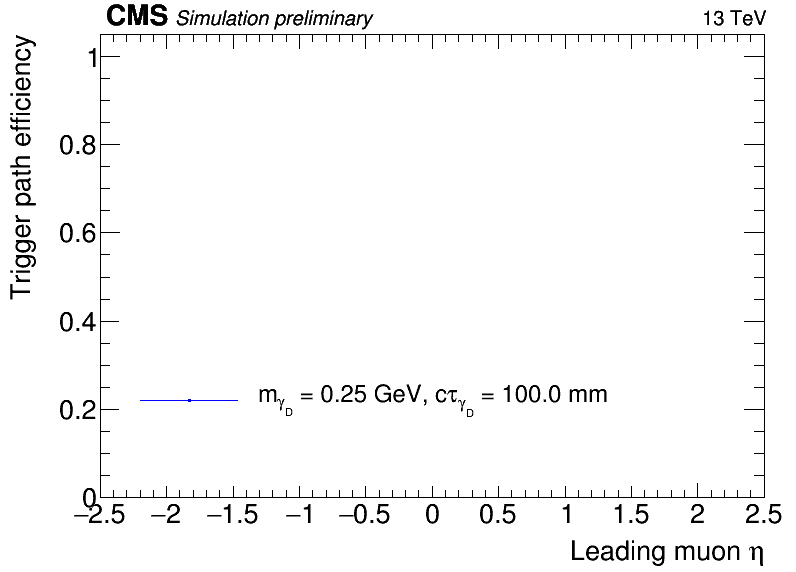 CMS Simulation preliminary 13 TeV
Trigger path efficiency
1
0.8
0.6
0.4
0.2
0
m_γ_D = 0.25 GeV, cτ_γ_D = 100.0 mm
−2.5 −2 −1.5 −1 −0.5 0 0.5 1 1.5 2 2.5
Leading muon η